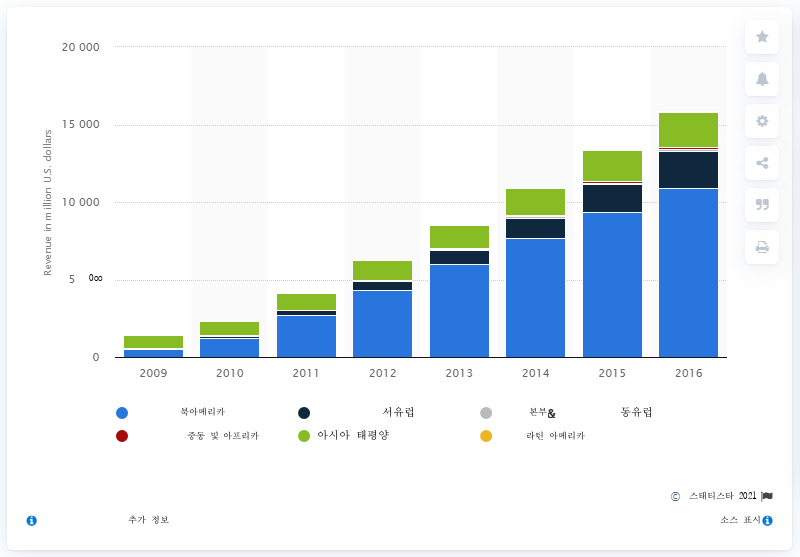 20 000
15 000
10 000
5 000
0
Revenue in million U.S. dollars
2009 2010 2011 2012 2013 2014 2015 2016
북아메리카 서유럽 본부& 동유럽
중동 및 아프리카 아시아 태평양 라틴 아메리카
© 스태티스타 2021
추가 정보 소스 표시